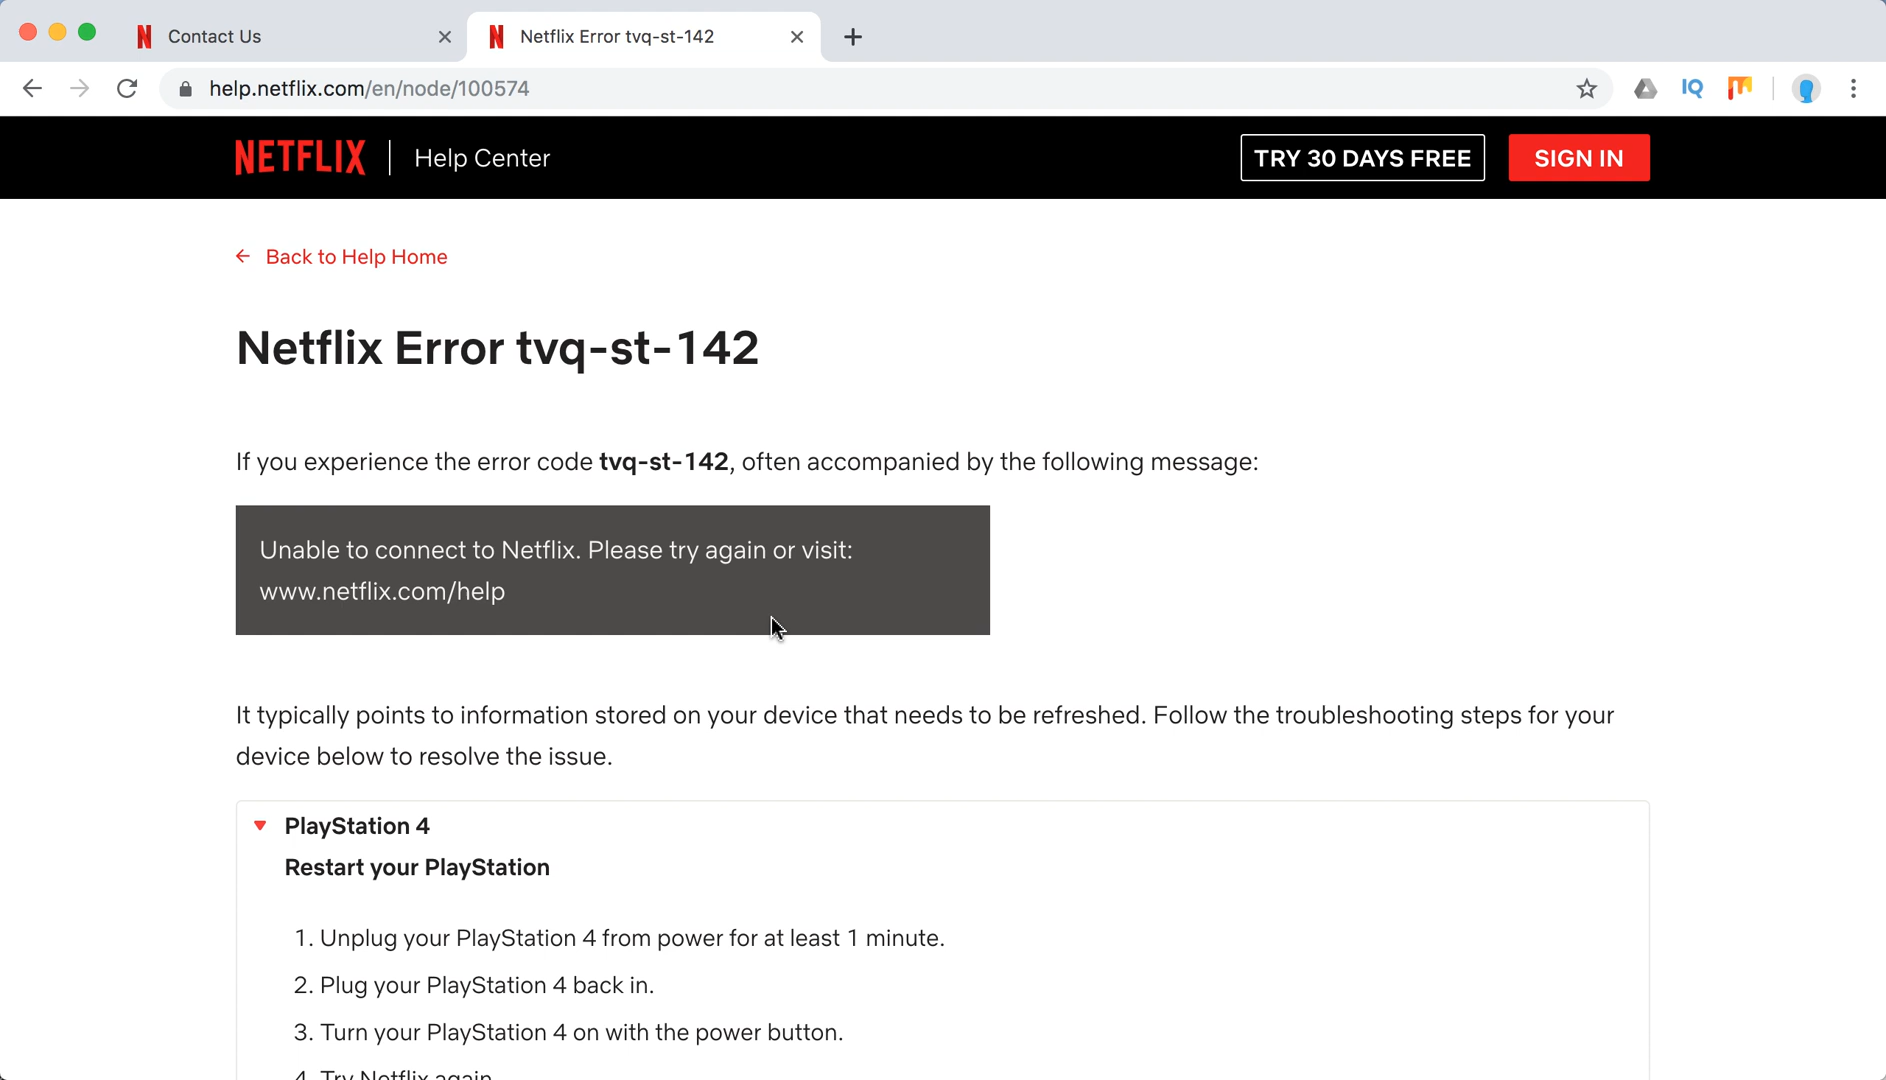 Contact Us
Netflix Error tvq-st-142
help.netflix.com/en/node/100574
IQ
NETFLIX | Help Center
TRY 30 DAYS FREE
SIGN IN
← Back to Help Home
Netflix Error tvq-st-142
If you experience the error code tvq-st-142, often accompanied by the following message:
Unable to connect to Netflix. Please try again or visit:
www.netflix.com/help
It typically points to information stored on your device that needs to be refreshed. Follow the troubleshooting steps for your
device below to resolve the issue.
PlayStation 4
Restart your PlayStation
1. Unplug your PlayStation 4 from power for at least 1 minute.
2. Plug your PlayStation 4 back in.
3. Turn your PlayStation 4 on with the power button.
4. Try Netflix again.